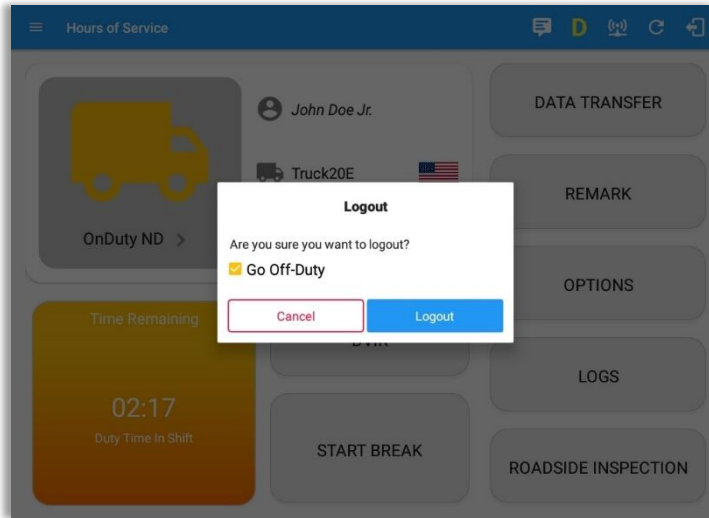 Hours of Service
D
John Doe Jr.
DATA TRANSFER
Truck20E
REMARK
OnDuty ND >
Logout
Are you sure you want to logout?
Go Off-Duty
Cancel
Logout
OPTIONS
Time Remaining
02:17
Duty Time In Shift
LOGS
START BREAK
ROADSIDE INSPECTION